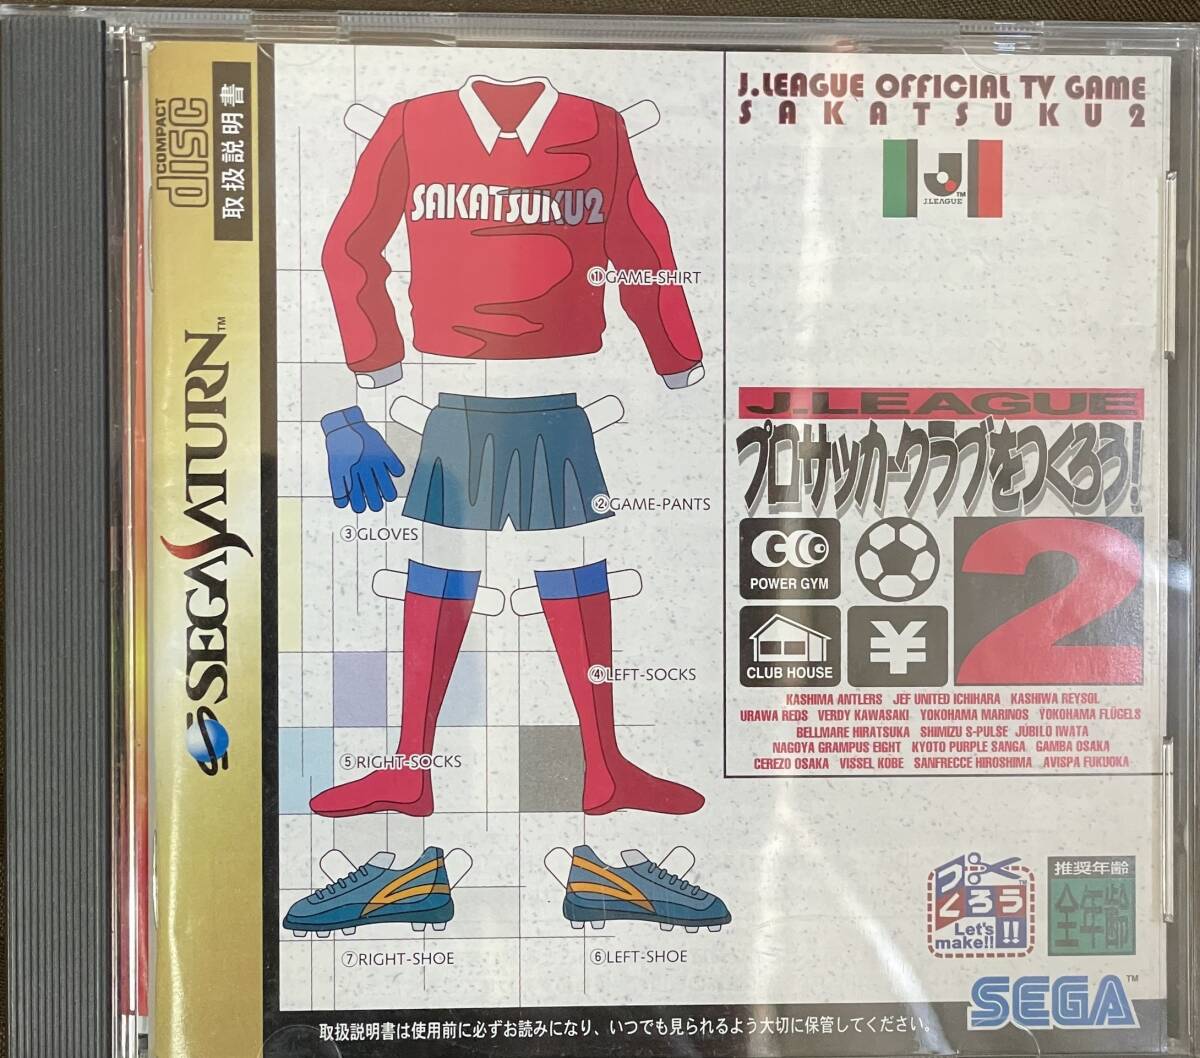 COMPACT
disc
取扱説明書
SEGA SATURN™
J.LEAGUE OFFICIAL TV GAME
SAKATSUKU2
J.LEAGUE™
SAKATSUKU2
①GAME-SHIRT
②GAME-PANTS
③GLOVES
④LEFT-SOCKS
⑤RIGHT-SOCKS
⑥LEFT-SHOE
⑦RIGHT-SHOE
J.LEAGUE
プロサッカークラブをつくろう!
2
POWER GYM
CLUB HOUSE
¥
KASHIMA ANTLERS JEF UNITED ICHIHARA KASHIWA REYSOL
URAWA REDS VERDY KAWASAKI YOKOHAMA MARINOS YOKOHAMA FLÜGELS
BELLMARE HIRATSUKA SHIMIZU S-PULSE JÚBILO IWATA
NAGOYA GRAMPUS EIGHT KYOTO PURPLE SANGA GAMBA OSAKA
CEREZO OSAKA VISSEL KOBE SANFRECCE HIROSHIMA AVISPA FUKUOKA
つくろう!!
Let's
make!!
推奨年齢
全年齢
SEGA™
取扱説明書は使用前に必ずお読みになり、いつでも見られるよう大切に保管してください。